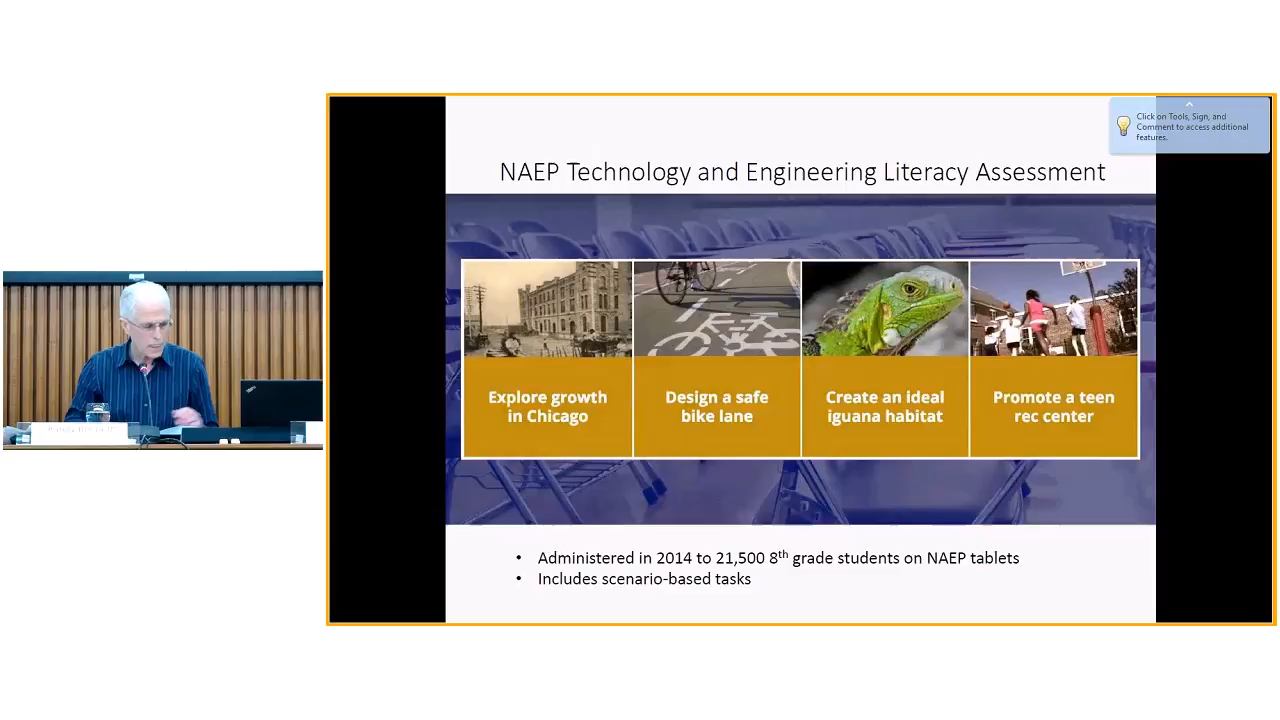 Click on Tools, Sign, and
Comment to access additional
features.
NAEP Technology and Engineering Literacy Assessment
Explore growth
in Chicago
Design a safe
bike lane
Create an ideal
iguana habitat
Promote a teen
rec center
• Administered in 2014 to 21,500 8th grade students on NAEP tablets
• Includes scenario-based tasks